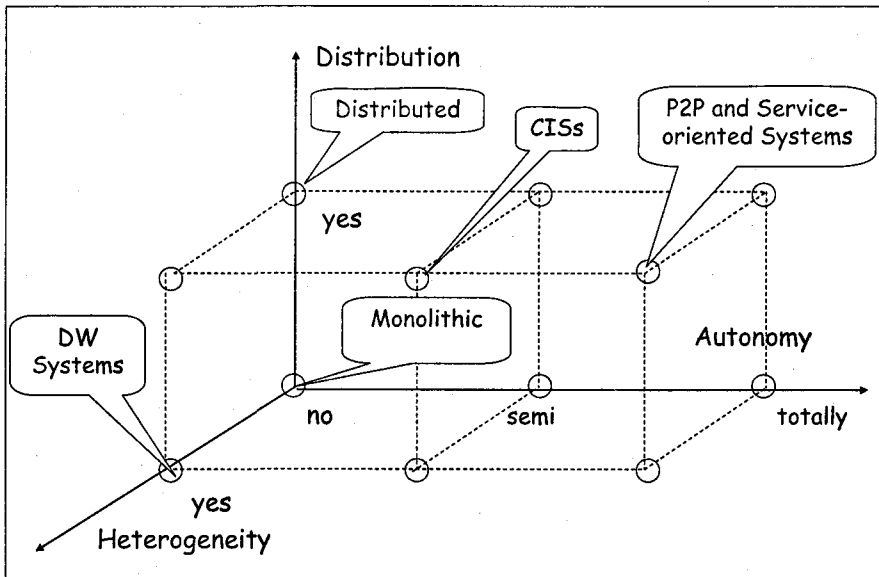 Distribution
Distributed
CISs
P2P and Service-
oriented Systems
yes
Monolithic
DW
Systems
Autonomy
no
semi
totally
yes
Heterogeneity